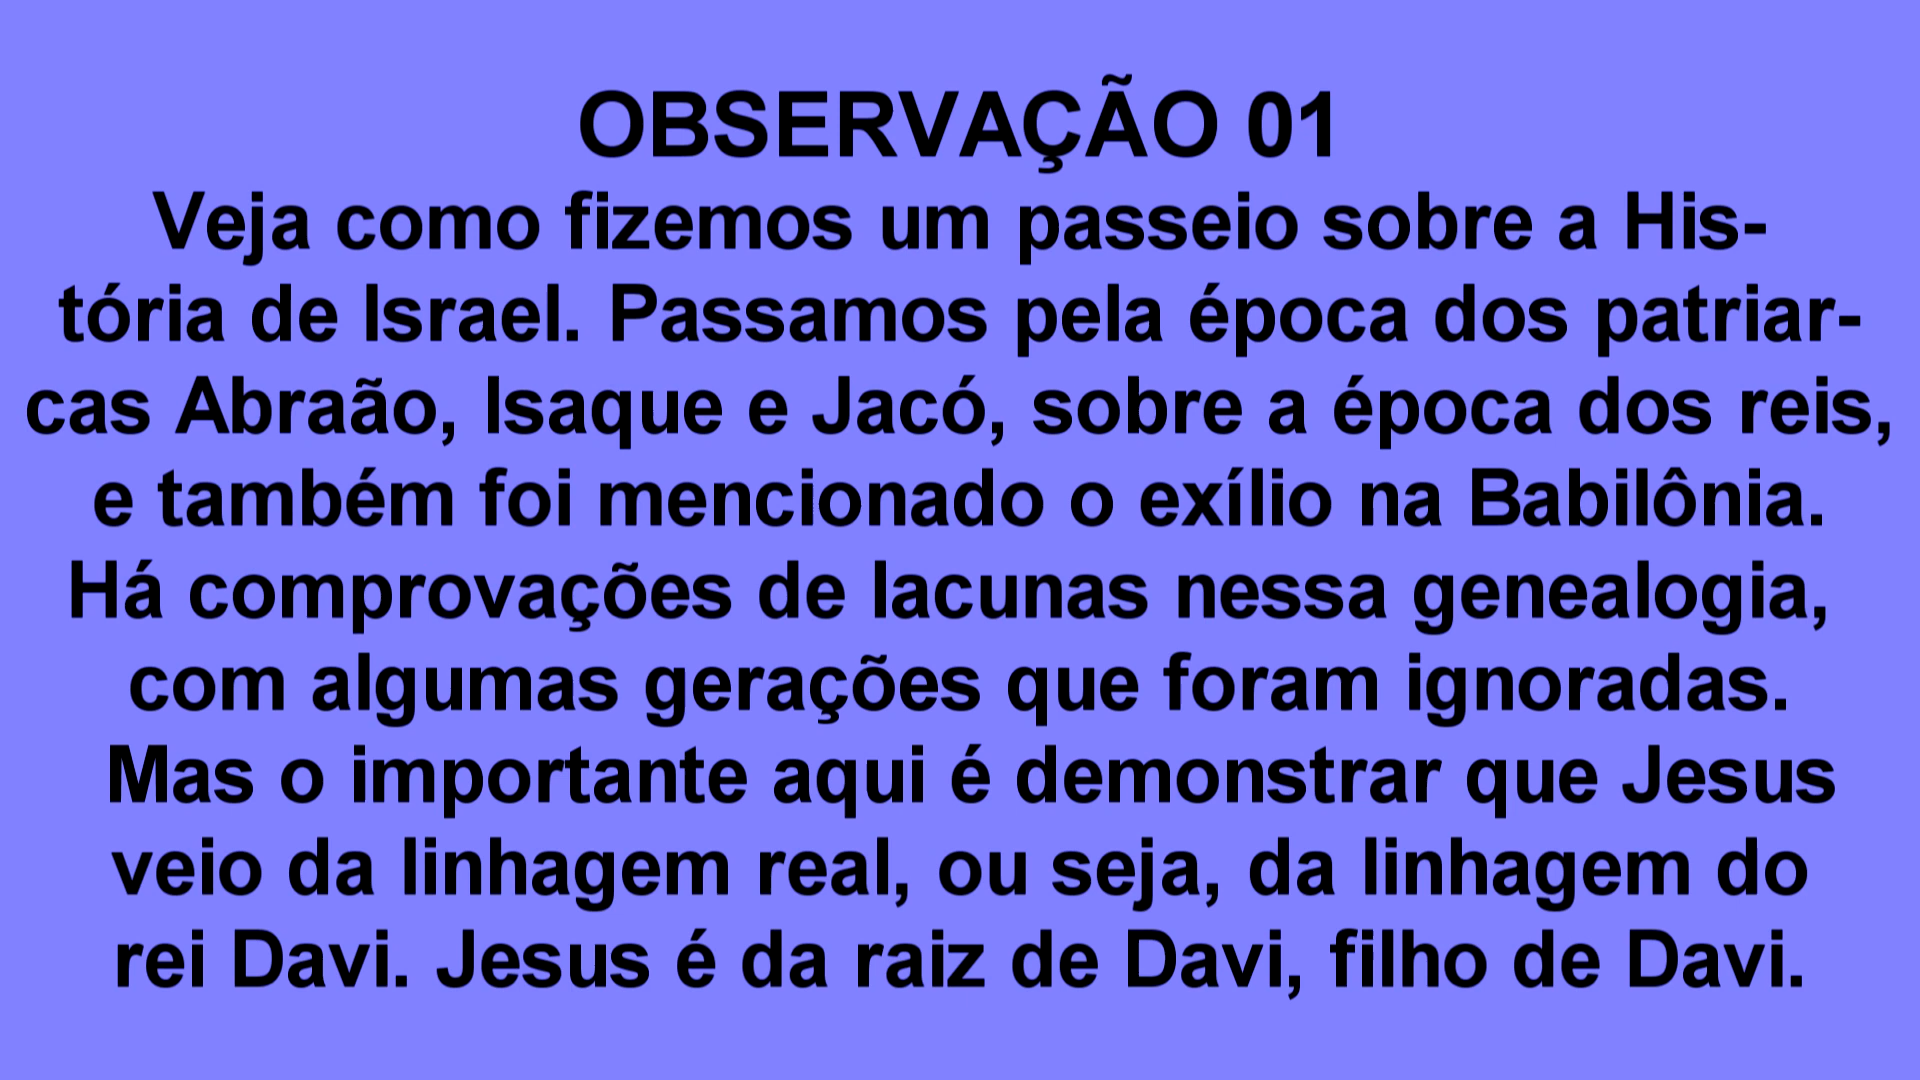 OBSERVAÇÃO 01
Veja como fizemos um passeio sobre a His-
tória de Israel. Passamos pela época dos patriar-
cas Abraão, Isaque e Jacó, sobre a época dos reis,
e também foi mencionado o exílio na Babilônia.
Há comprovações de lacunas nessa genealogia,
com algumas gerações que foram ignoradas.
Mas o importante aqui é demonstrar que Jesus
veio da linhagem real, ou seja, da linhagem do
rei Davi. Jesus é da raiz de Davi, filho de Davi.